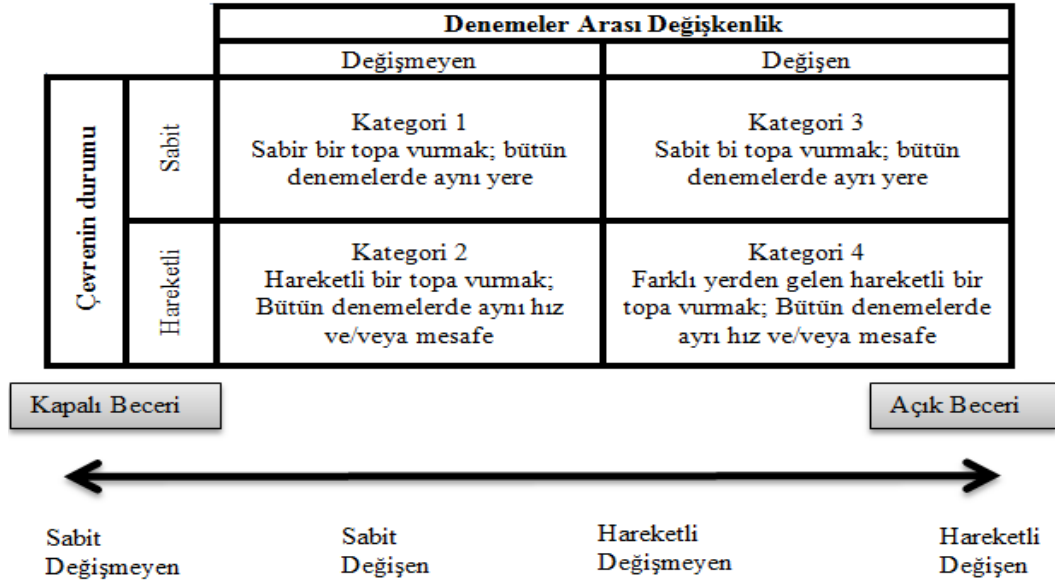 Denemeler Arası Değişkenlik
Değişmeyen
Değişen
Çevrenin durumu
Sabit
Kategori 1
Sabir bir topa vurmak; bütün
denemelerde aynı yere
Kategori 3
Sabit bi topa vurmak; bütün
denemelerde ayrı yere
Hareketli
Kategori 2
Hareketli bir topa vurmak;
Bütün denemelerde aynı hız
ve/veya mesafe
Kategori 4
Farklı yerden gelen hareketli bir
topa vurmak; Bütün denemelerde
ayrı hız ve/veya mesafe
Kapalı Beceri
Açık Beceri
Sabit
Değişmeyen
Sabit
Değişen
Hareketli
Değişmeyen
Hareketli
Değişen